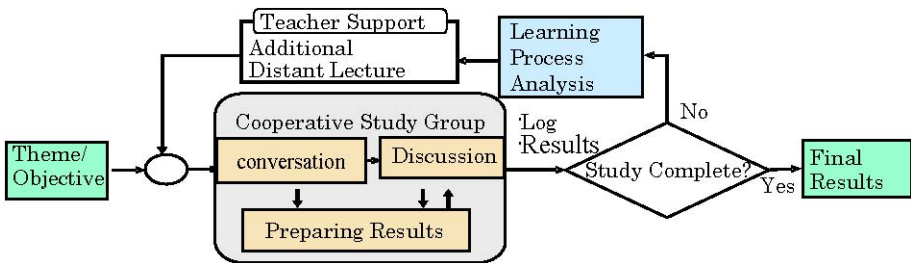 Teacher Support
Additional
Distant Lecture
Learning
Process
Analysis
No
Cooperative Study Group
·Log
·Results
Theme/
Objective
conversation
Discussion
Study Complete?
Yes
Final
Results
Preparing Results